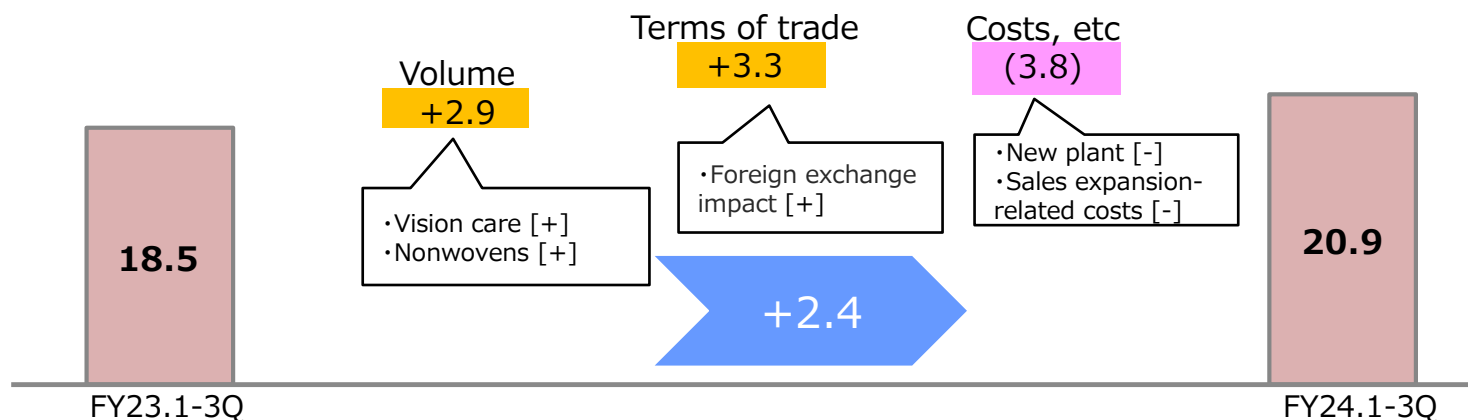 Volume
+2.9
・Vision care [+]
・Nonwovens [+]
Terms of trade
+3.3
・Foreign exchange
impact [+]
Costs, etc
(3.8)
・New plant [-]
・Sales expansion-
related costs [-]
18.5
+2.4
20.9
FY23.1-3Q
FY24.1-3Q